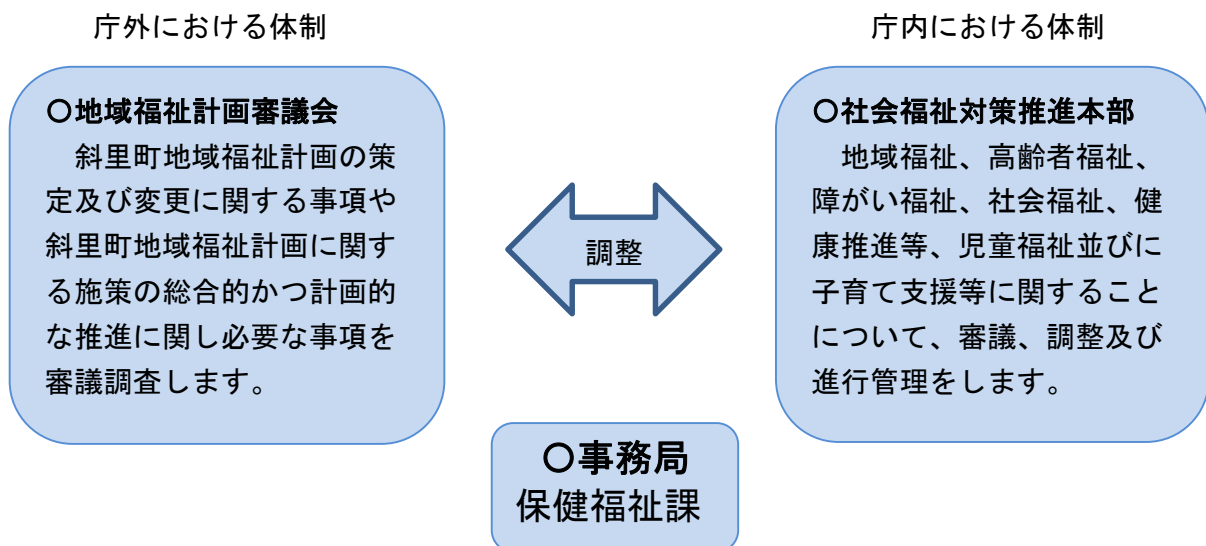 庁外における体制
庁内における体制
〇地域福祉計画審議会
　斜里町地域福祉計画の策
定及び変更に関する事項や
斜里町地域福祉計画に関す
る施策の総合的かつ計画的
な推進に関し必要な事項を
審議調査します。
調整
〇社会福祉対策推進本部
　地域福祉、高齢者福祉、
障がい福祉、社会福祉、健
康推進等、児童福祉並びに
子育て支援等に関すること
について、審議、調整及び
進行管理をします。
〇事務局
保健福祉課